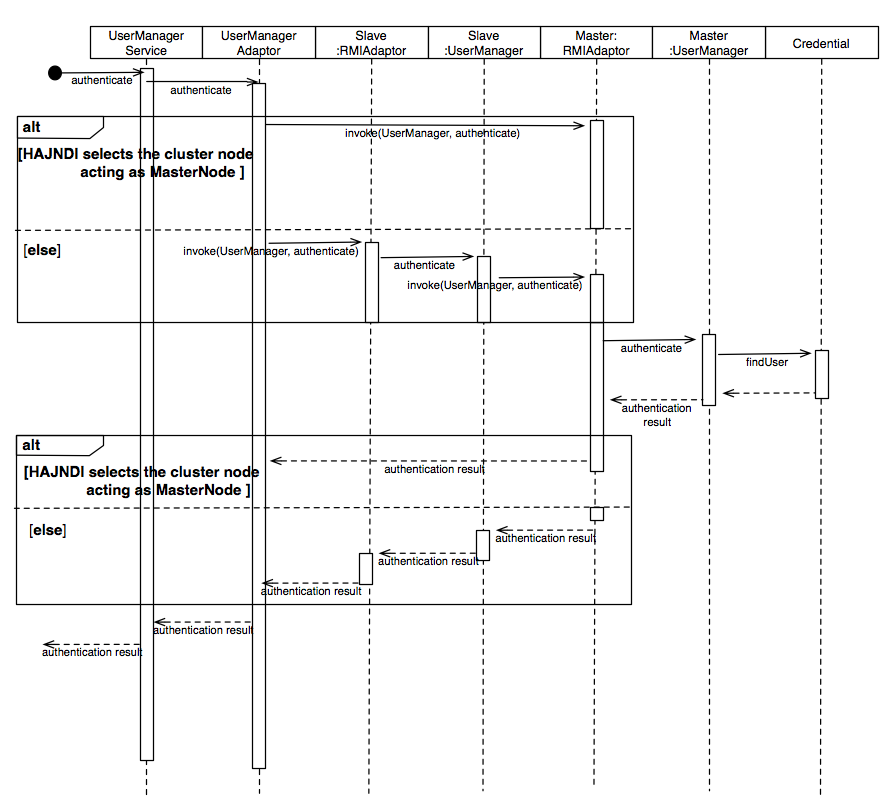 UserManager
Service
UserManager
Adaptor
Slave
:RMIAdaptor
Slave
:UserManager
Master:
RMIAdaptor
Master
:UserManager
Credential
authenticate
authenticate
alt
invoke(UserManager, authenticate)
[HAJNDI selects the cluster node
acting as MasterNode ]
[else]
invoke(UserManager, authenticate)
authenticate
invoke(UserManager, authenticate)
authenticate
findUser
authentication
result
alt
[HAJNDI selects the cluster node
acting as MasterNode ]
authentication result
[else]
authentication result
authentication result
authentication result
authentication result
authentication result